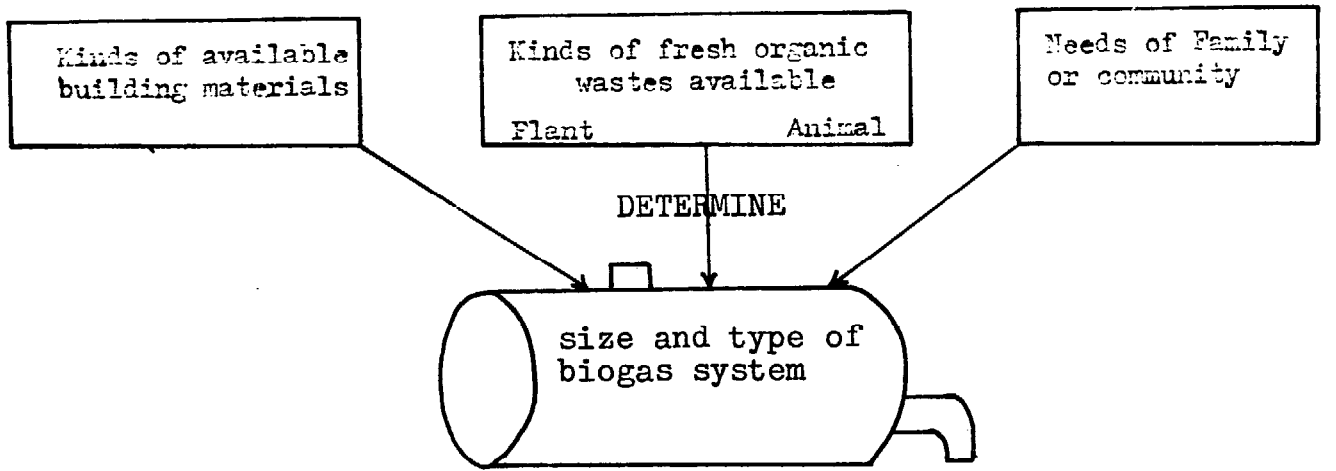 Kinds of available
building materials
Kinds of fresh organic
wastes available
Plant Animal
Needs of Family
or community
DETERMINE
size and type of
biogas system